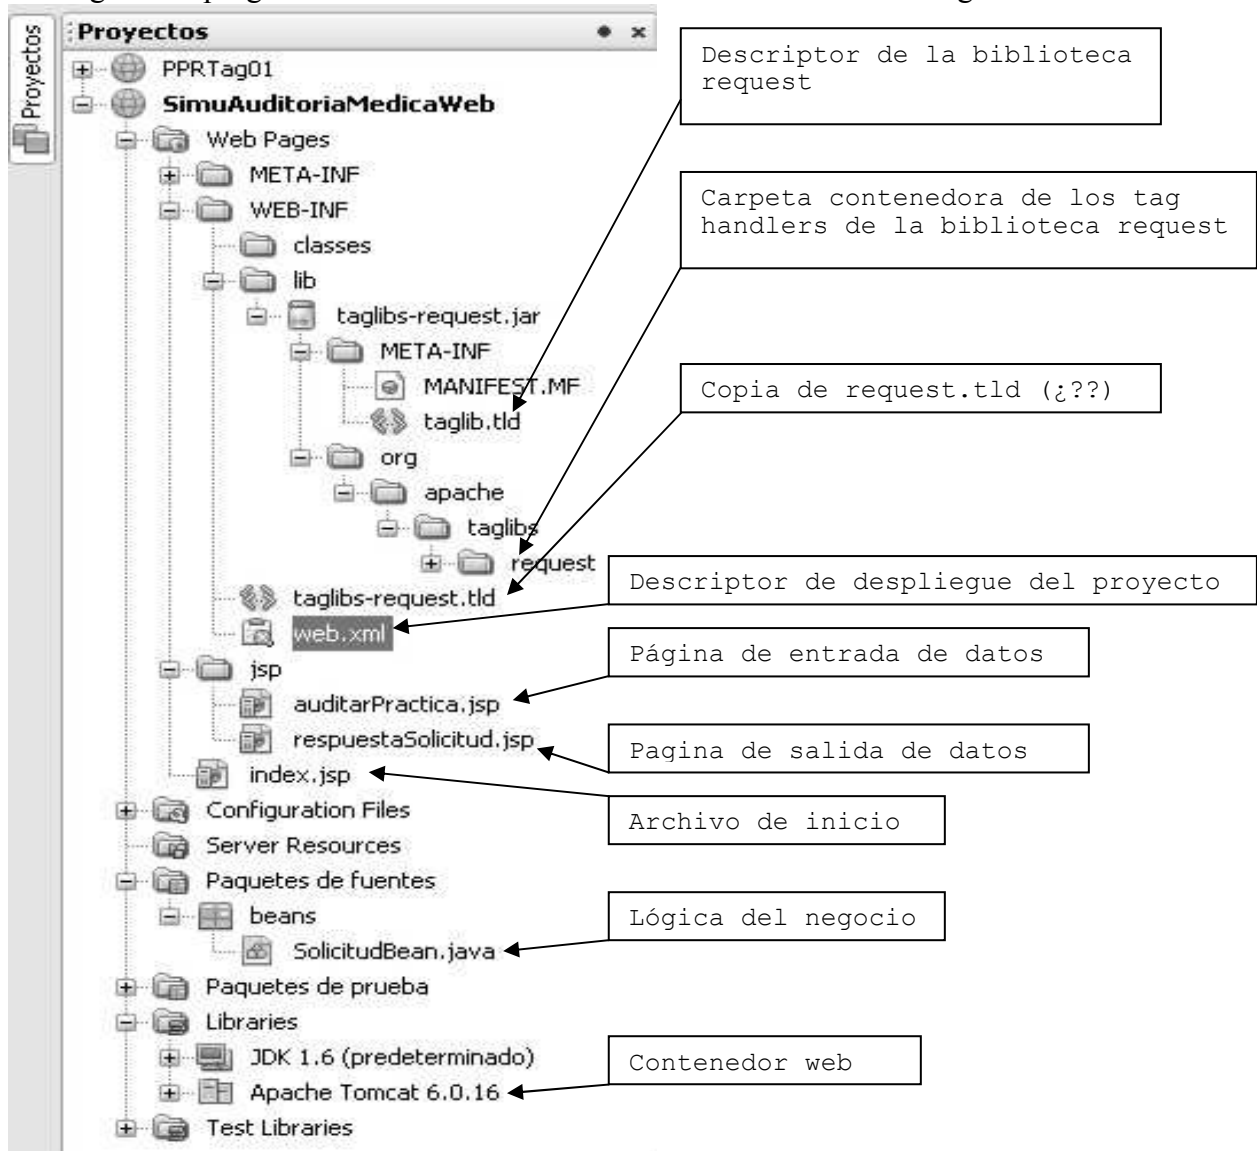 Proyectos
Proyectos
PPRTag01
SimuAuditoriaMedicaWeb
Web Pages
META-INF
WEB-INF
classes
lib
taglibs-request.jar
META-INF
MANIFEST.MF
taglib.tld
org
apache
taglibs
request
taglibs-request.tld
web.xml
jsp
auditarPractica.jsp
respuestaSolicitud.jsp
index.jsp
Configuration Files
Server Resources
Paquetes de fuentes
beans
SolicitudBean.java
Paquetes de prueba
Libraries
JDK 1.6 (predeterminado)
Apache Tomcat 6.0.16
Test Libraries
Descriptor de la biblioteca
request
Carpeta contenedora de los tag
handlers de la biblioteca request
Copia de request.tld (¿??)
Descriptor de despliegue del proyecto
Página de entrada de datos
Pagina de salida de datos
Archivo de inicio
Lógica del negocio
Contenedor web